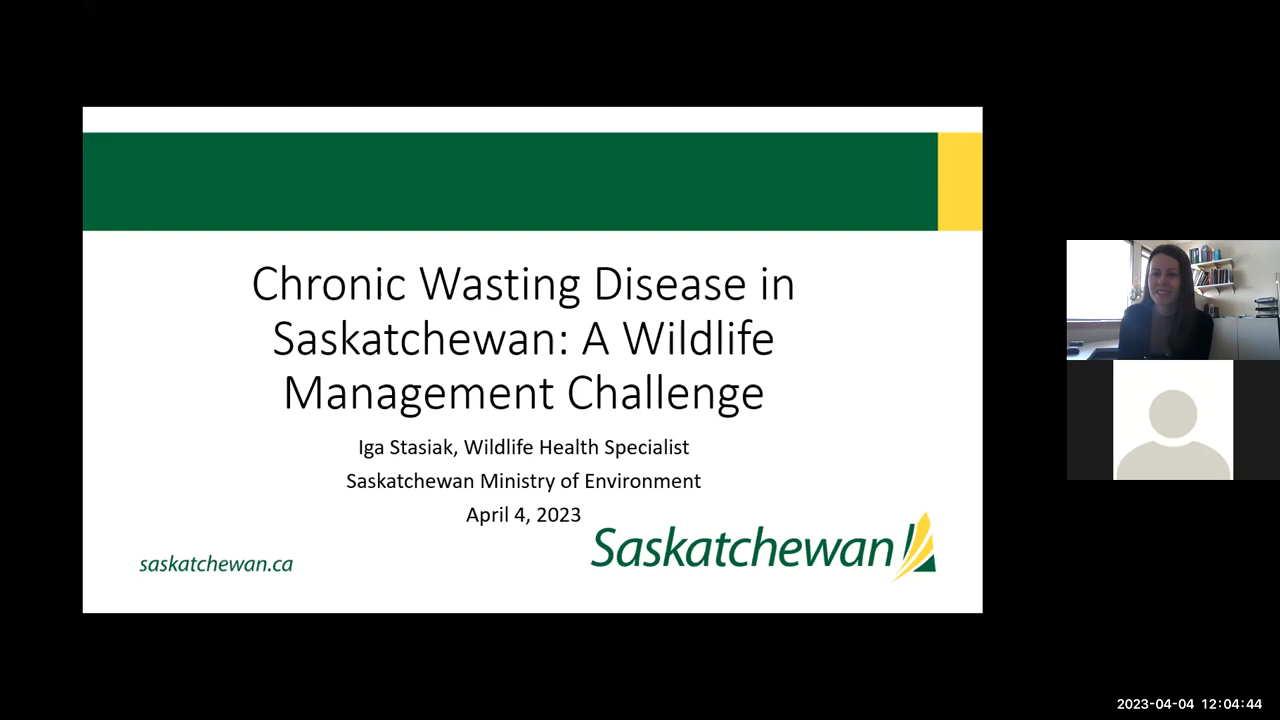 Chronic Wasting Disease in
Saskatchewan: A Wildlife
Management Challenge
Iga Stasiak, Wildlife Health Specialist
Saskatchewan Ministry of Environment
April 4, 2023
Saskatchewan
saskatchewan.ca
2023-04-04 12:04:44